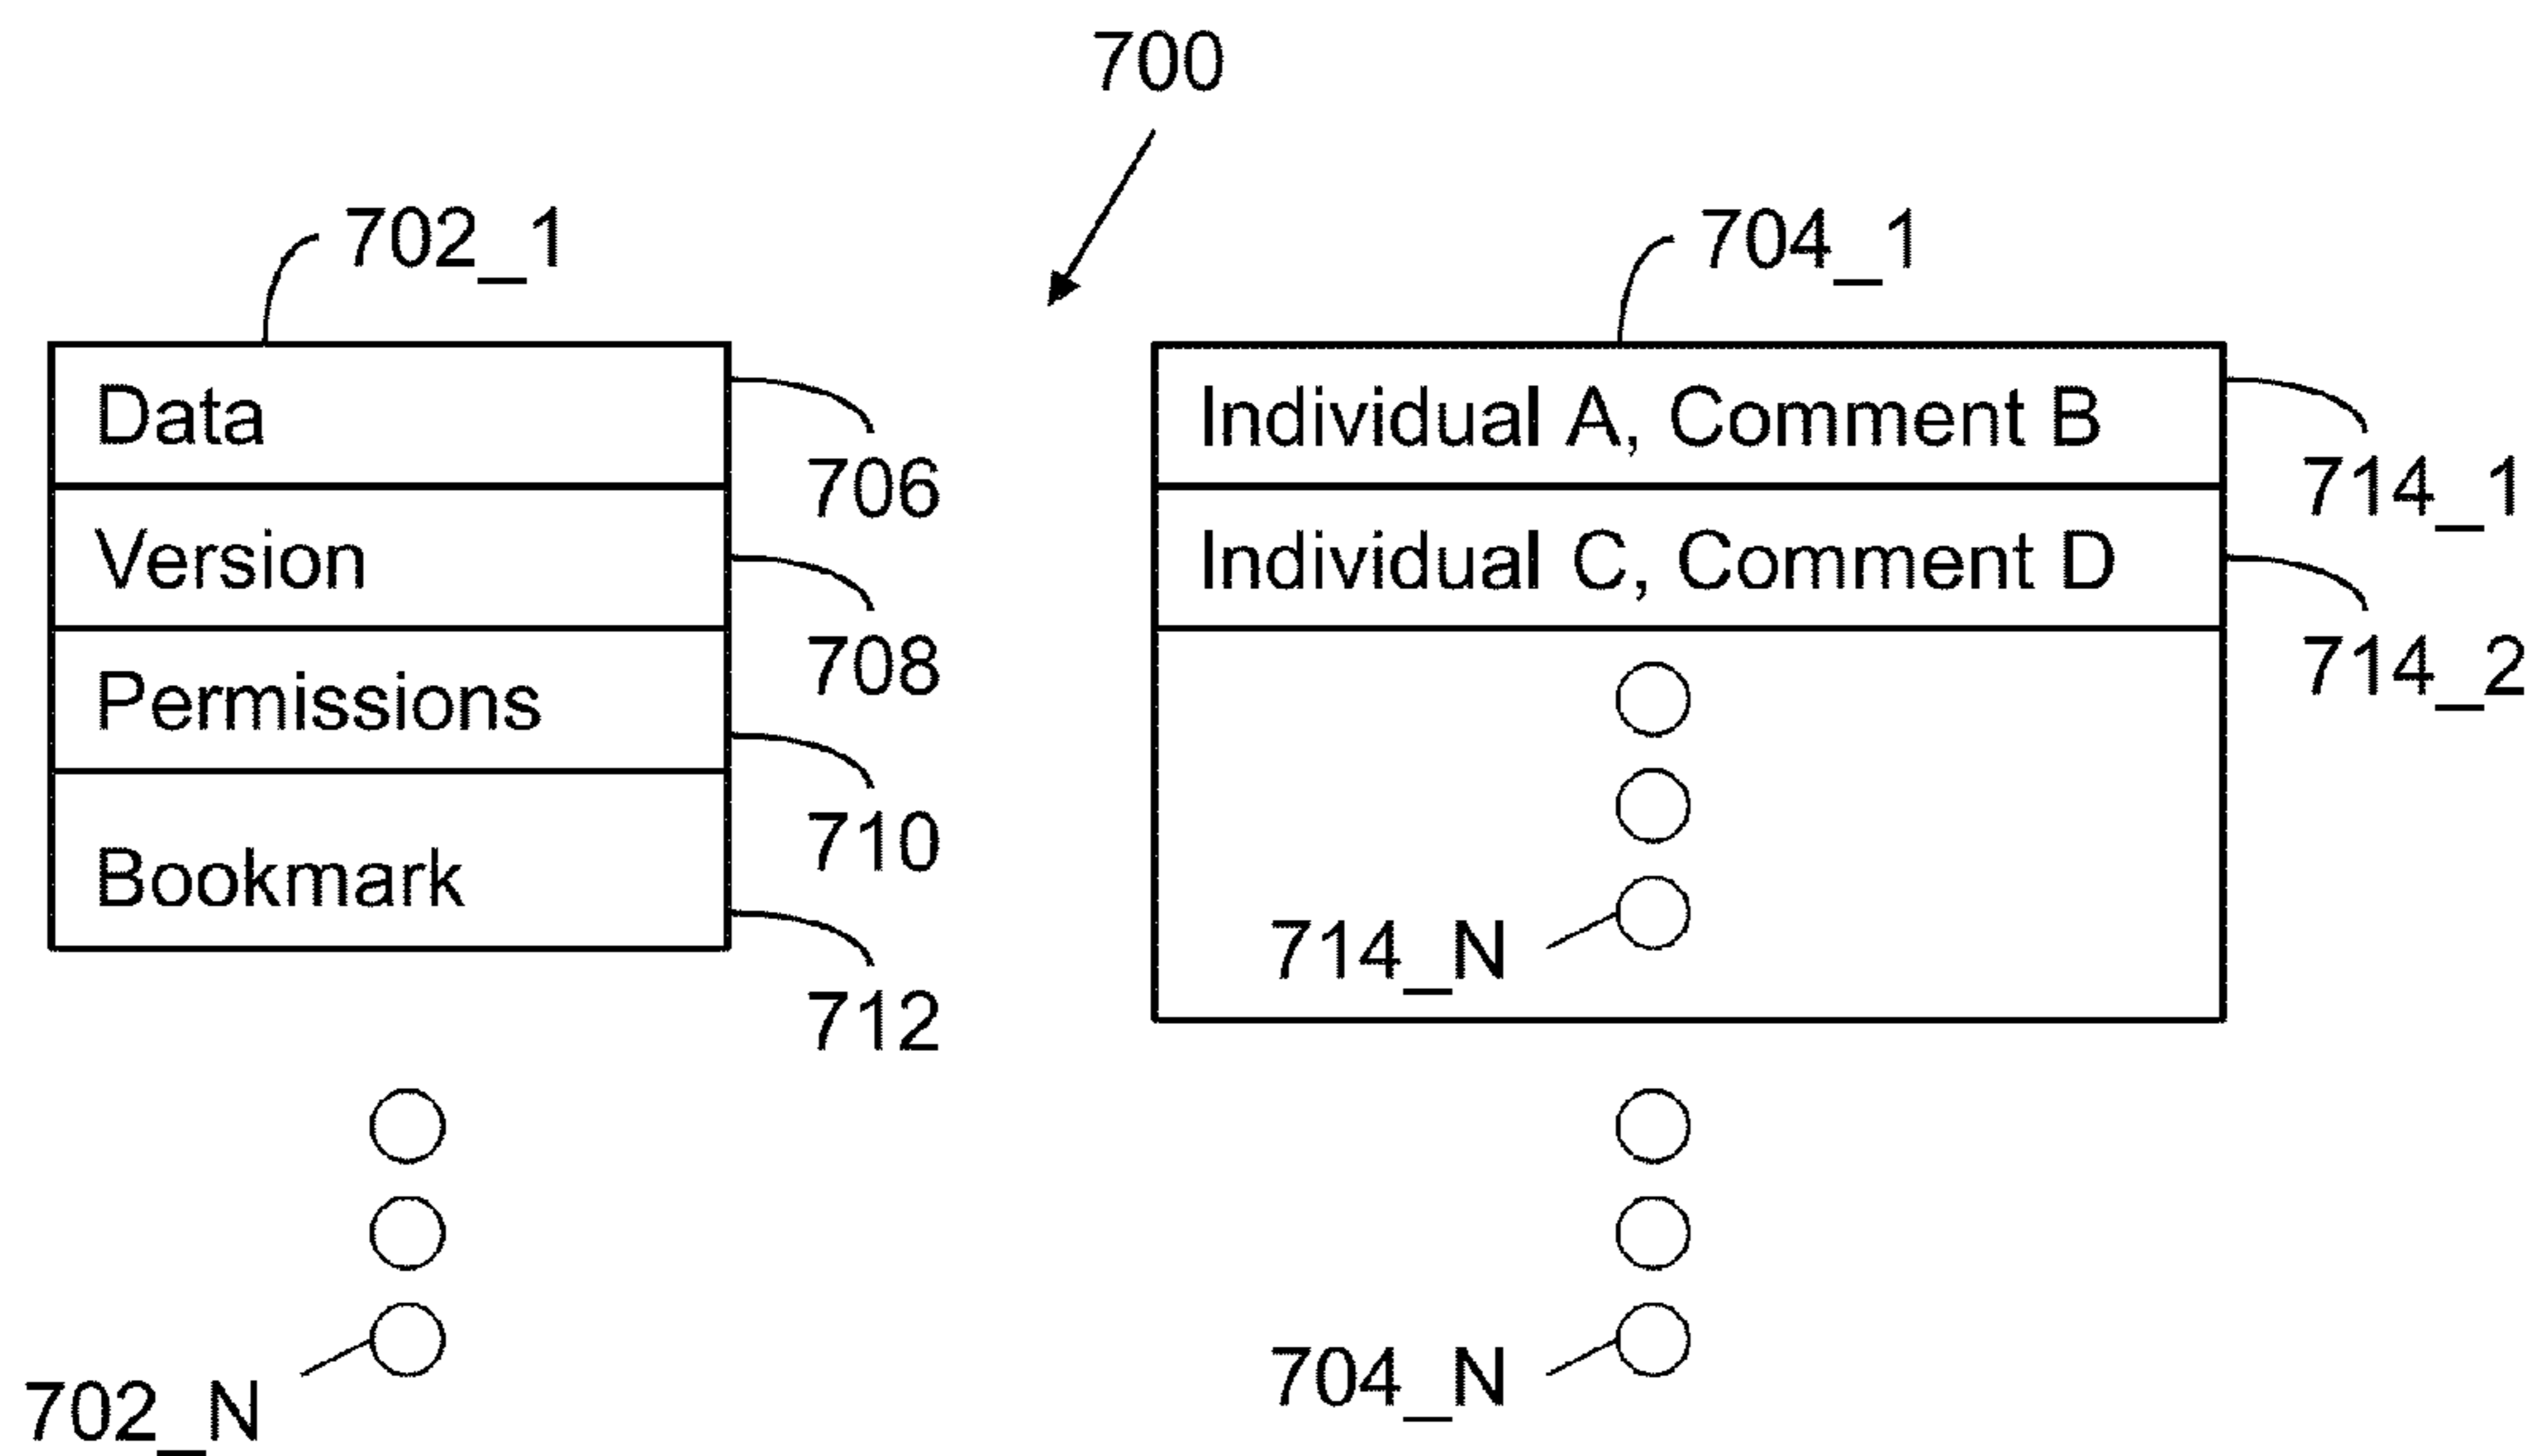 700
702_1
704_1
Data
706
Version
708
Permissions
710
Bookmark
712
702_N
Individual A, Comment B
714_1
Individual C, Comment D
714_2
714_N
704_N